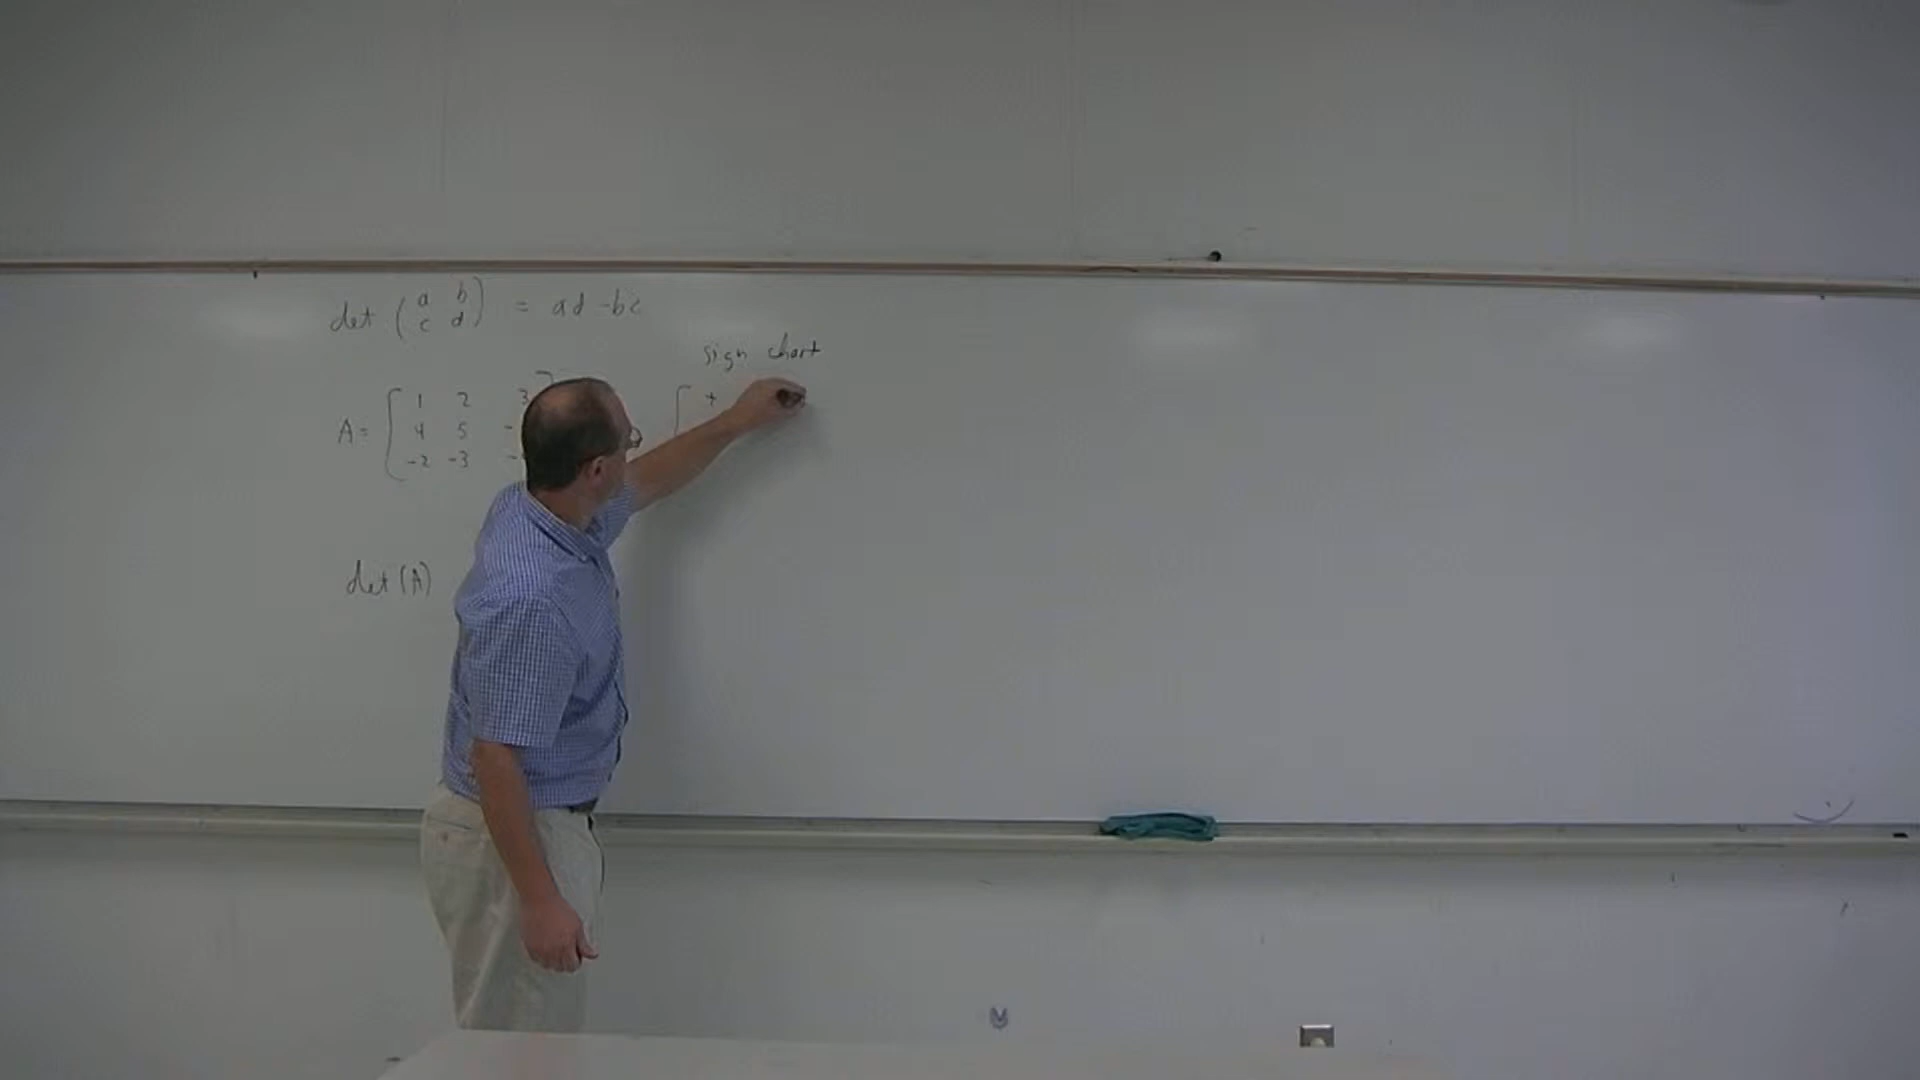 det ( a b
c d ) = ad - bc
sign chart
A = [ 1 2 3
4 5 -
-2 -3 -
[ +
det (A)